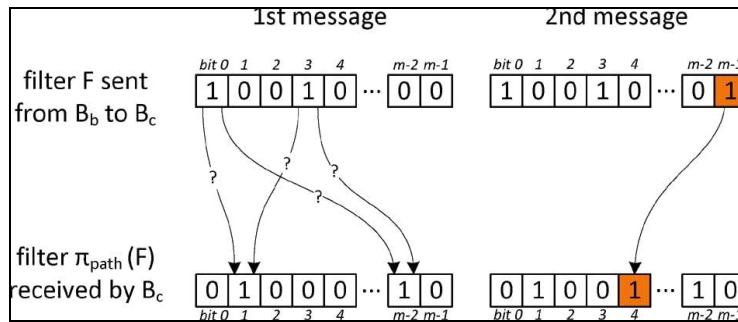 1st message 2nd message
bit 0 1 2 3 4 m-2 m-1 bit 0 1 2 3 4 m-2 m-1
filter F sent 1 0 0 1 0 ... 0 0 1 0 0 1 0 ... 0 1
from B_b to B_c
? ? ? ?
filter π_path (F)
received by B_c 0 1 0 0 0 ... 1 0 0 1 0 0 1 ... 1 0
bit 0 1 2 3 4 m-2 m-1 bit 0 1 2 3 4 m-2 m-1